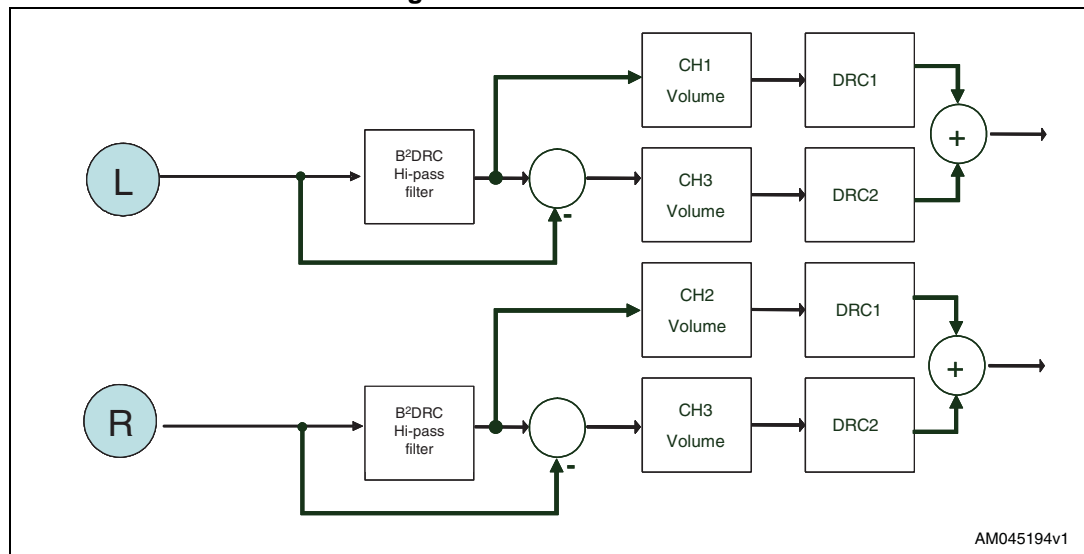 g
CH1
Volume
DRC1
+
L
B²DRC
Hi-pass
filter
-
CH3
Volume
DRC2
CH2
Volume
DRC1
+
R
B²DRC
Hi-pass
filter
-
CH3
Volume
DRC2
AM045194v1